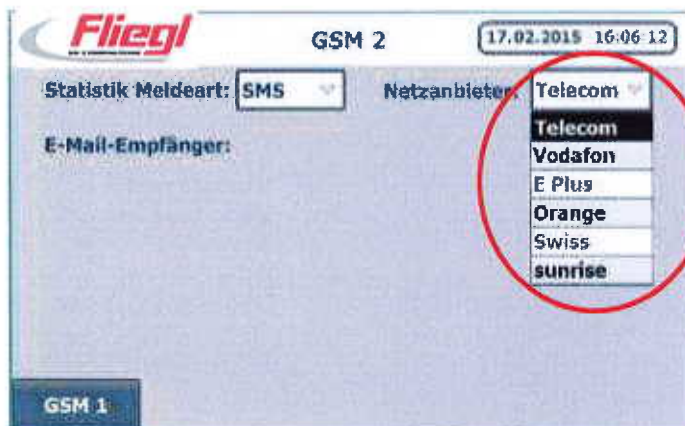 Fliegl GSM 2 17.02.2015 16:06:12
Statistik Meldeart: SMS Netzanbieter: Telecom
Telecom
E-Mail-Empfänger:
Vodafon
E Plus
Orange
Swiss
sunrise
GSM 1